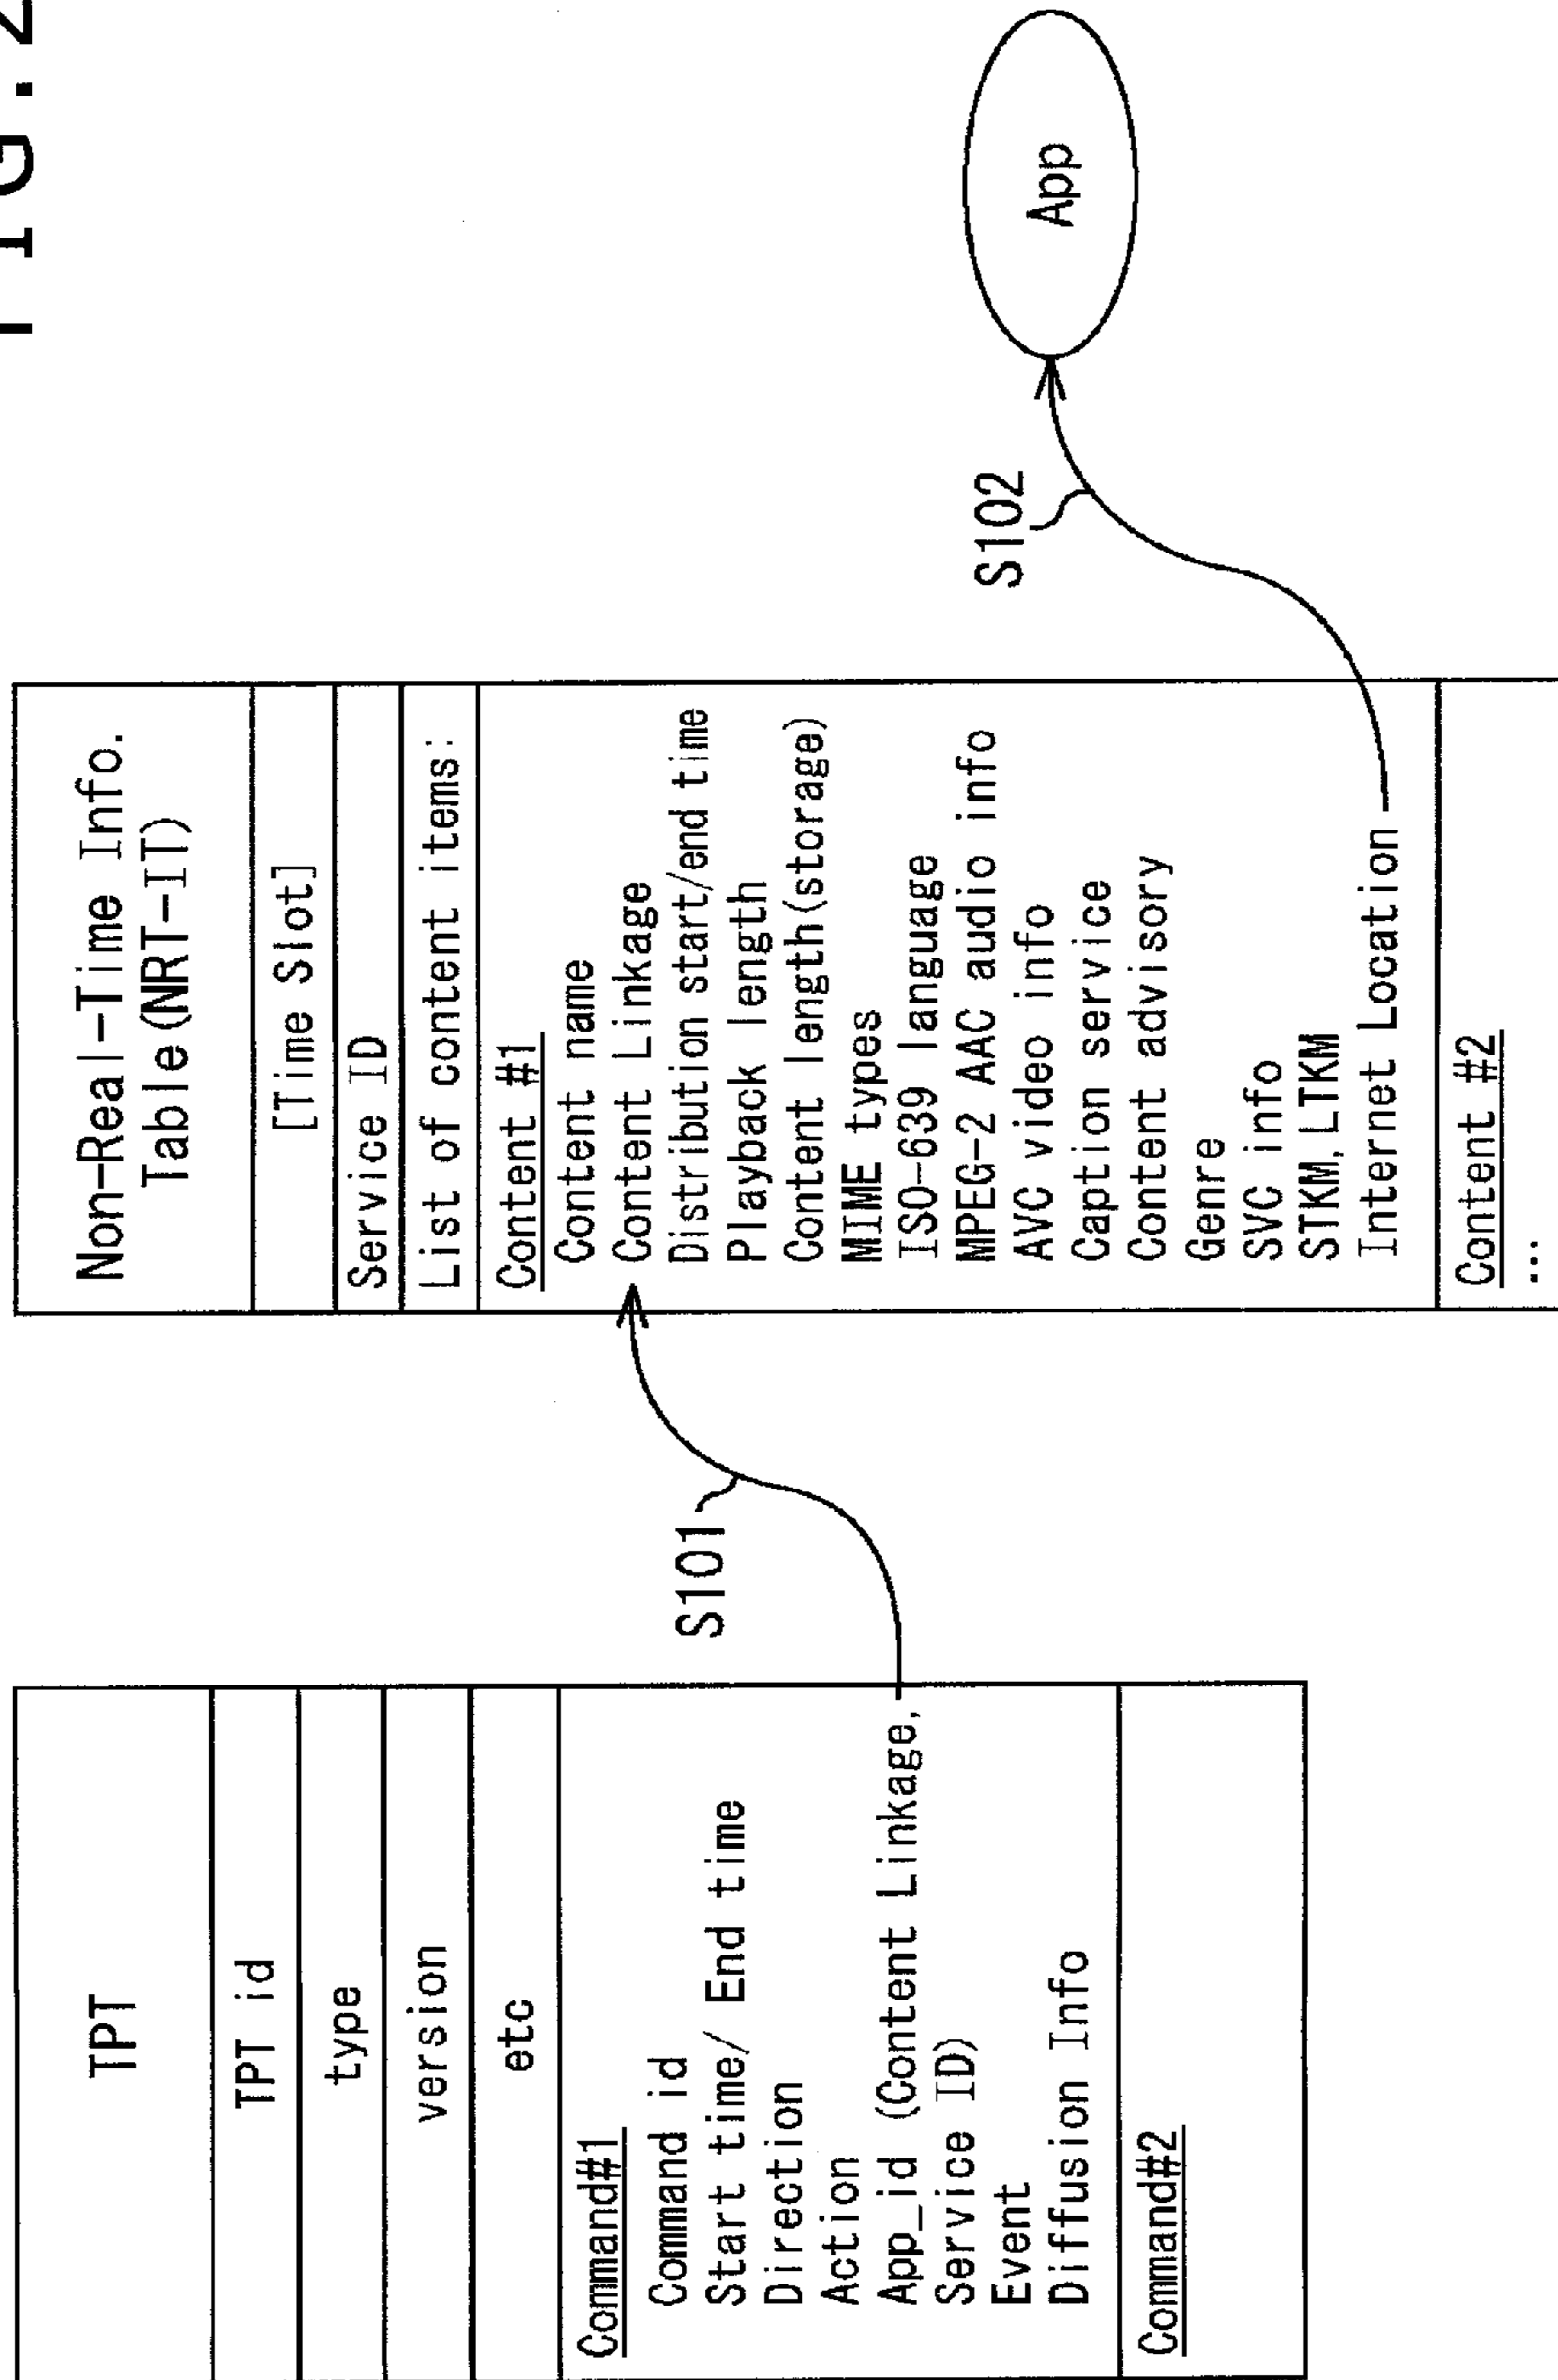 FIG. 2
TPT
TPT id
type
version
etc
Command#1
Command id
Start time/ End time
Direction
Action
App_id (Content Linkage,
Service ID)
Event
Diffusion Info
Command#2
S101
Non-Real-Time Info.
Table(NRT-IT)
[Time Slot]
Service ID
List of content items:
Content #1
Content name
Content Linkage
Distribution start/end time
Playback length
Content length(storage)
MIME types
ISO-639 language
MPEG-2 AAC audio info
AVC video info
Caption service
Content advisory
Genre
SVC info
STKM, LTKM
Internet Location
Content #2
...
S102
App